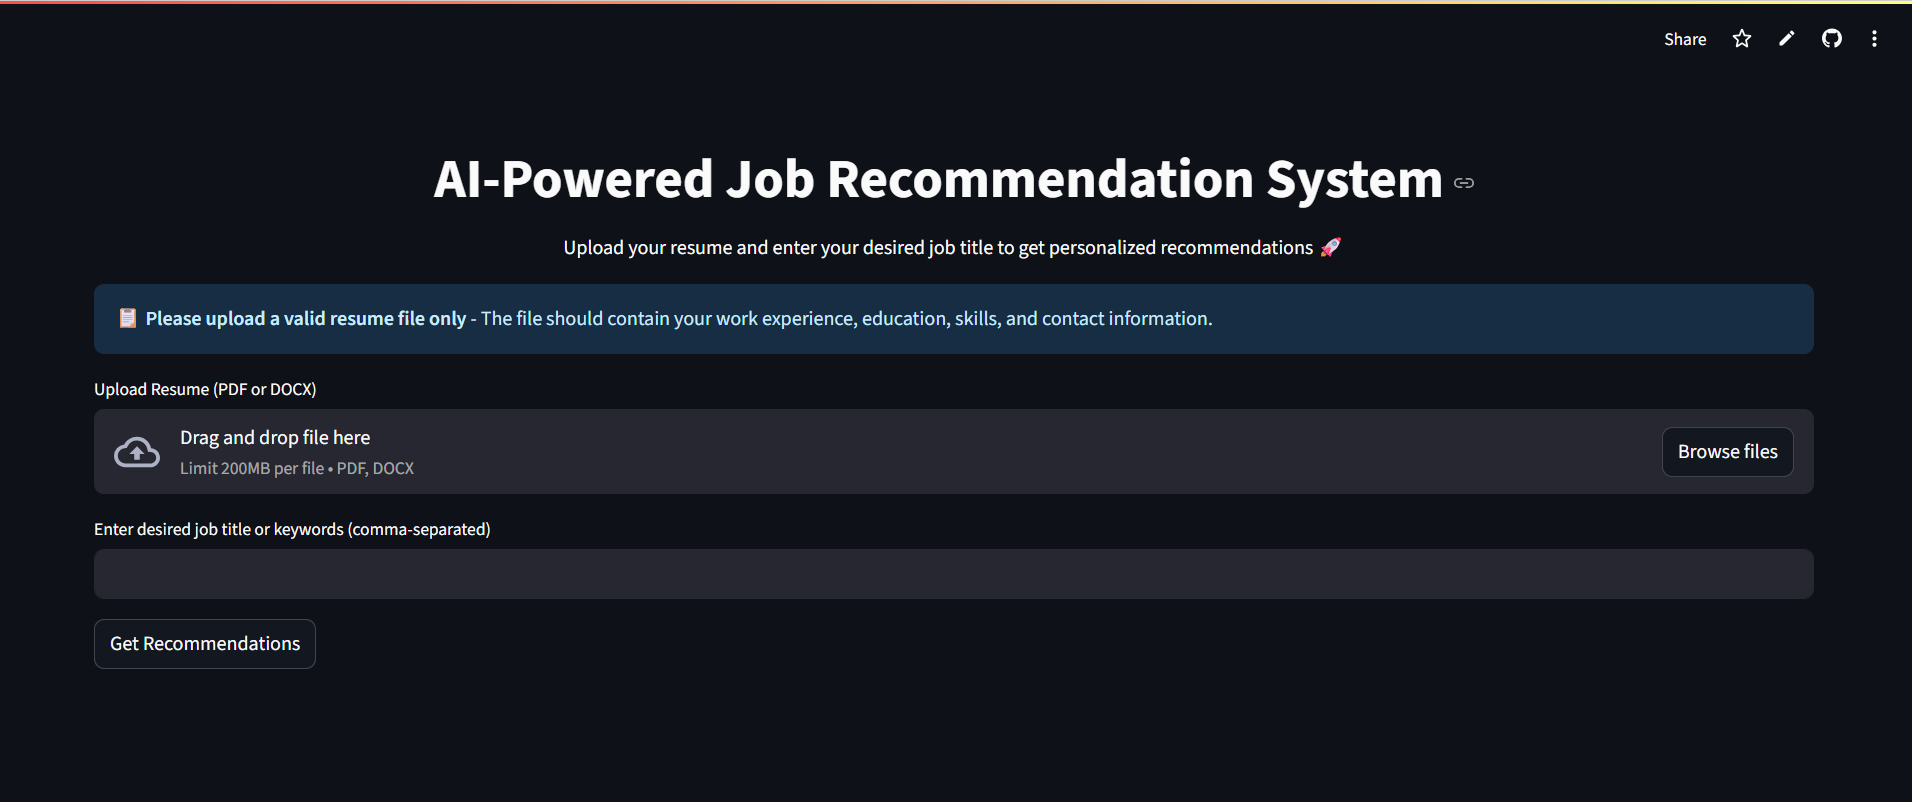 Share
AI-Powered Job Recommendation System
Upload your resume and enter your desired job title to get personalized recommendations 🚀
📋 Please upload a valid resume file only - The file should contain your work experience, education, skills, and contact information.
Upload Resume (PDF or DOCX)
Drag and drop file here
Limit 200MB per file • PDF, DOCX
Browse files
Enter desired job title or keywords (comma-separated)
Get Recommendations